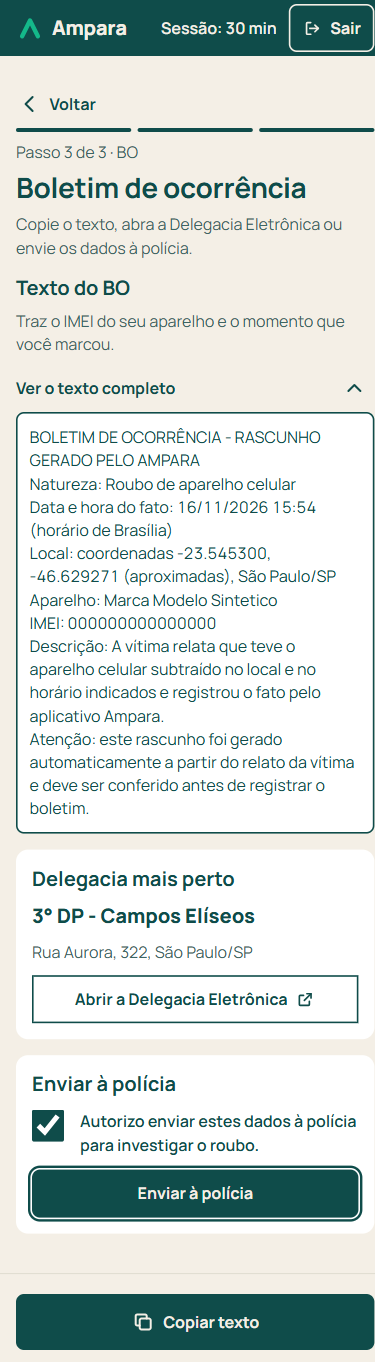 Ampara
Sessão: 30 min
Sair
Voltar
Passo 3 de 3 · BO
Boletim de ocorrência
Copie o texto, abra a Delegacia Eletrônica ou
envie os dados à polícia.
Texto do BO
Traz o IMEI do seu aparelho e o momento que
você marcou.
Ver o texto completo
BOLETIM DE OCORRÊNCIA - RASCUNHO
GERADO PELO AMPARA
Natureza: Roubo de aparelho celular
Data e hora do fato: 16/11/2026 15:54
(horário de Brasília)
Local: coordenadas -23.545300,
-46.629271 (aproximadas), São Paulo/SP
Aparelho: Marca Modelo Sintetico
IMEI: 000000000000000
Descrição: A vítima relata que teve o
aparelho celular subtraído no local e no
horário indicados e registrou o fato pelo
aplicativo Ampara.
Atenção: este rascunho foi gerado
automaticamente a partir do relato da vítima
e deve ser conferido antes de registrar o
boletim.
Delegacia mais perto
3° DP - Campos Elíseos
Rua Aurora, 322, São Paulo/SP
Abrir a Delegacia Eletrônica
Enviar à polícia
Autorizo enviar estes dados à polícia
para investigar o roubo.
Enviar à polícia
Copiar texto